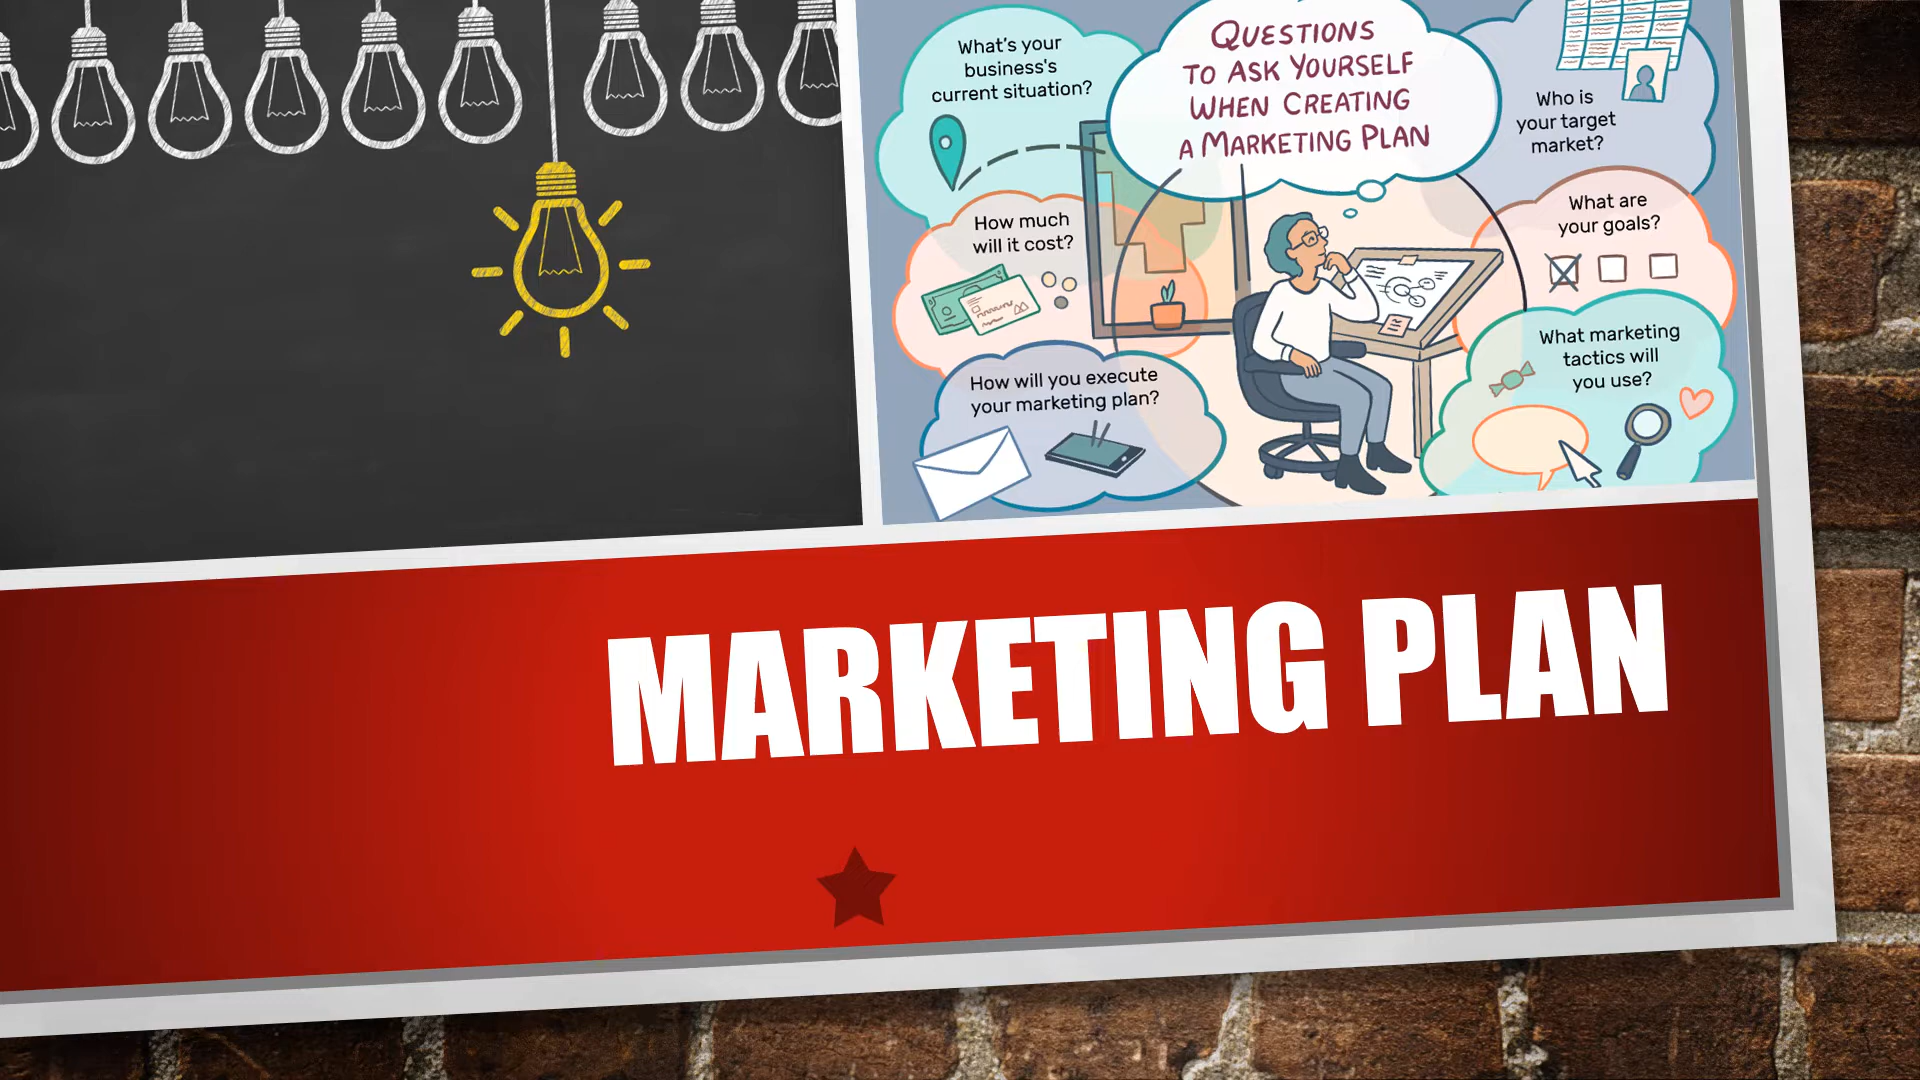 QUESTIONS
TO ASK YOURSELF
WHEN CREATING
A MARKETING PLAN
What's your
business's
current situation?
Who is
your target
market?
How much
will it cost?
What are
your goals?
How will you execute
your marketing plan?
What marketing
tactics will
you use?
MARKETING PLAN